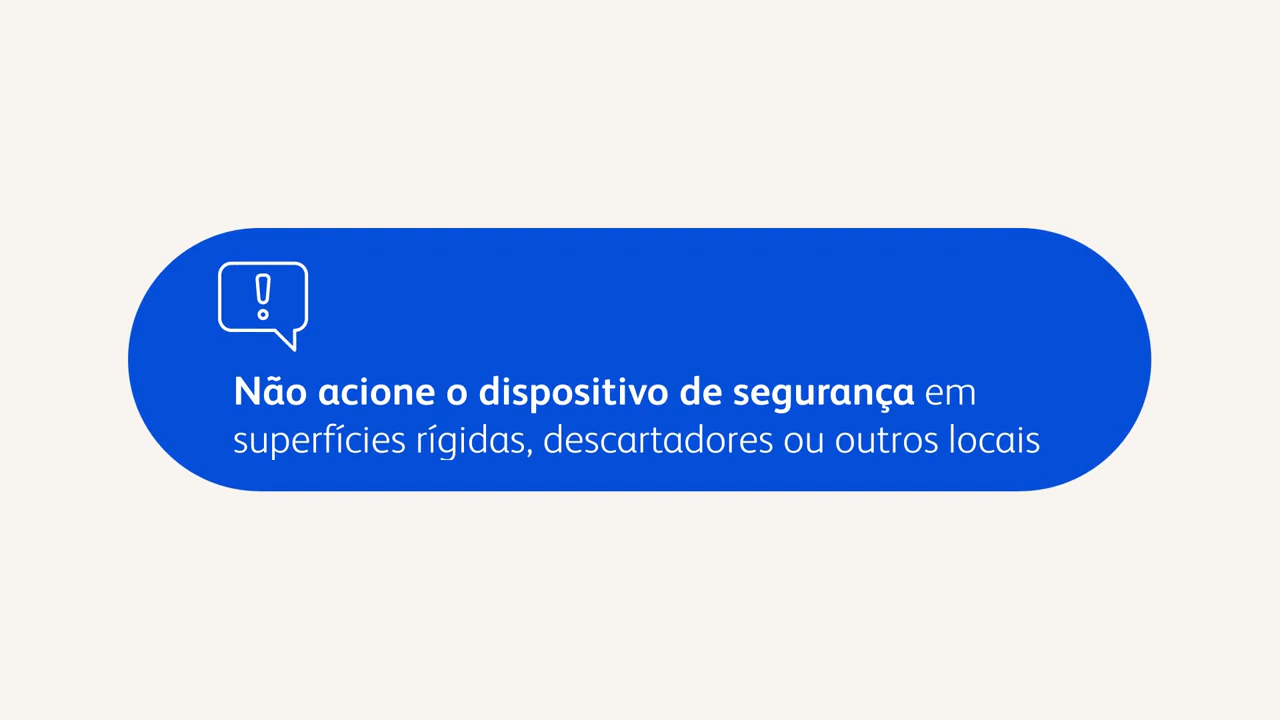 Não acione o dispositivo de segurança em
superfícies rígidas, descartadores ou outros locais